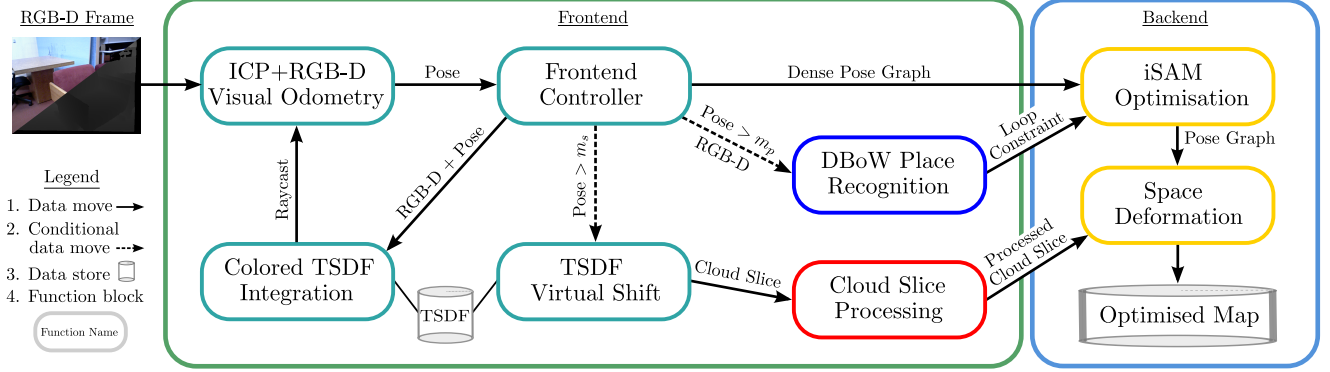 RGB-D Frame
Frontend
Backend
ICP+RGB-D
Visual Odometry
Pose
Frontend
Controller
Dense Pose Graph
iSAM
Optimisation
Pose > m_s
RGB-D + Pose
Raycast
Pose > m_p
RGB-D
DBoW Place
Recognition
Loop
Constraint
Pose Graph
Space
Deformation
Legend
1. Data move
2. Conditional
data move
3. Data store
4. Function block
Function Name
Colored TSDF
Integration
TSDF
TSDF
Virtual Shift
Cloud Slice
Cloud Slice
Processing
Processed
Cloud Slice
Optimised Map